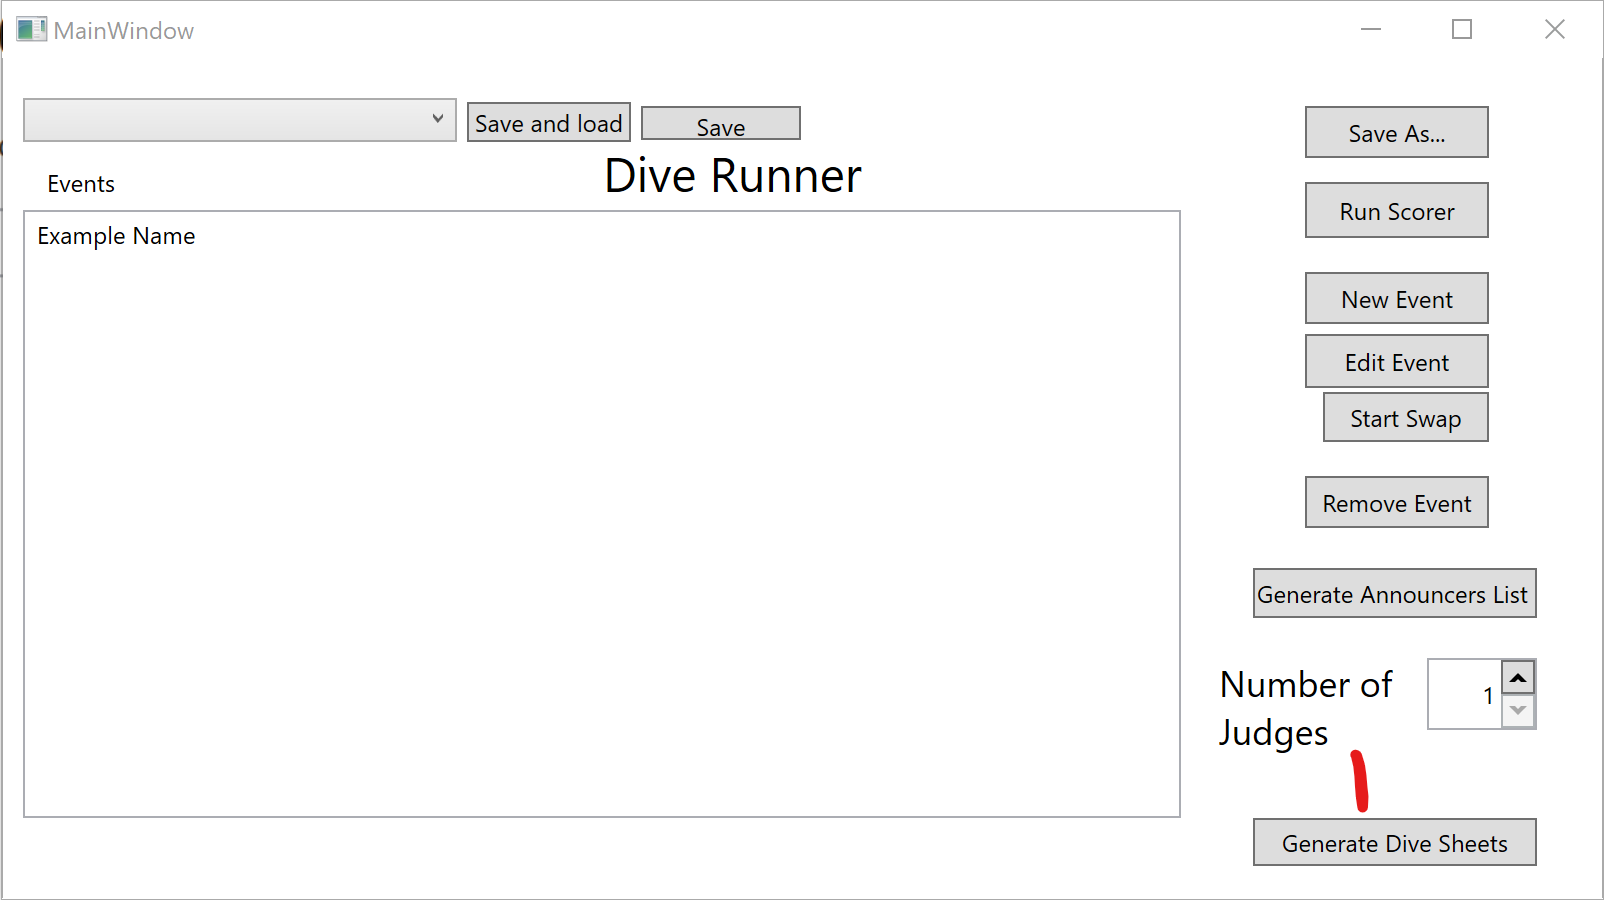 MainWindow
Save and load
Save
Save As...
Dive Runner
Events
Run Scorer
Example Name
New Event
Edit Event
Start Swap
Remove Event
Generate Announcers List
Number of
Judges
1
Generate Dive Sheets